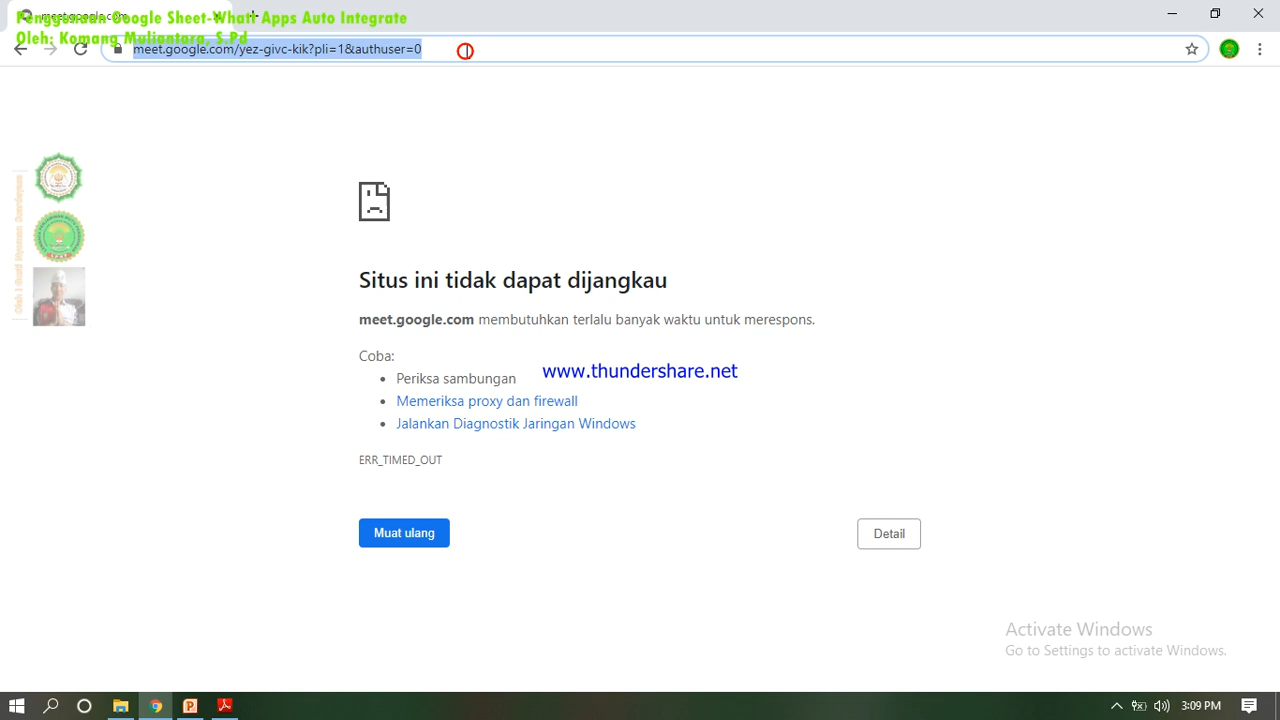 Penggunaan Google Sheet-Whatt Apps Auto Integrate
Oleh: Komang Muliantara, S.Pd
meet.google.com/yez-givc-kik?pli=1&authuser=0
Situs ini tidak dapat dijangkau
meet.google.com membutuhkan terlalu banyak waktu untuk merespons.
Coba:
Periksa sambungan
www.thundershare.net
Memeriksa proxy dan firewall
Jalankan Diagnostik Jaringan Windows
ERR_TIMED_OUT
Muat ulang
Detail
Activate Windows
Go to Settings to activate Windows.
3:09 PM